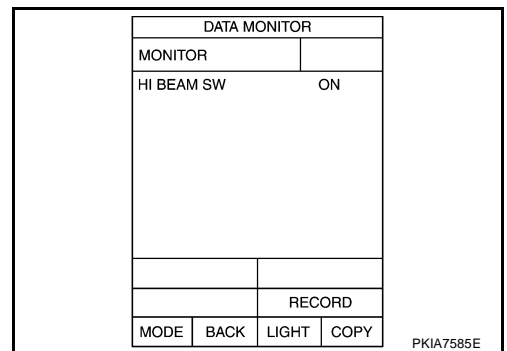 DATA MONITOR
MONITOR
HI BEAM SW ON
RECORD
MODE BACK LIGHT COPY
PKIA7585E